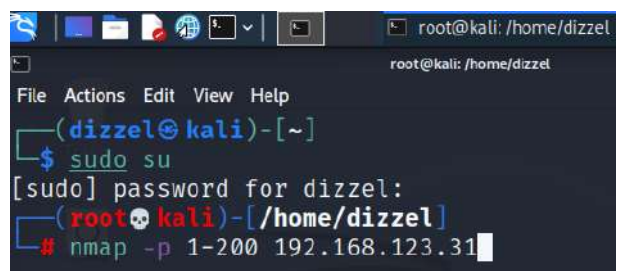 root@kali: /home/dizzel
root@kali: /home/dizzel
File Actions Edit View Help
(dizzel㉿kali)-[~]
$ sudo su
[sudo] password for dizzel:
(root💀kali)-[/home/dizzel]
# nmap -p 1-200 192.168.123.31